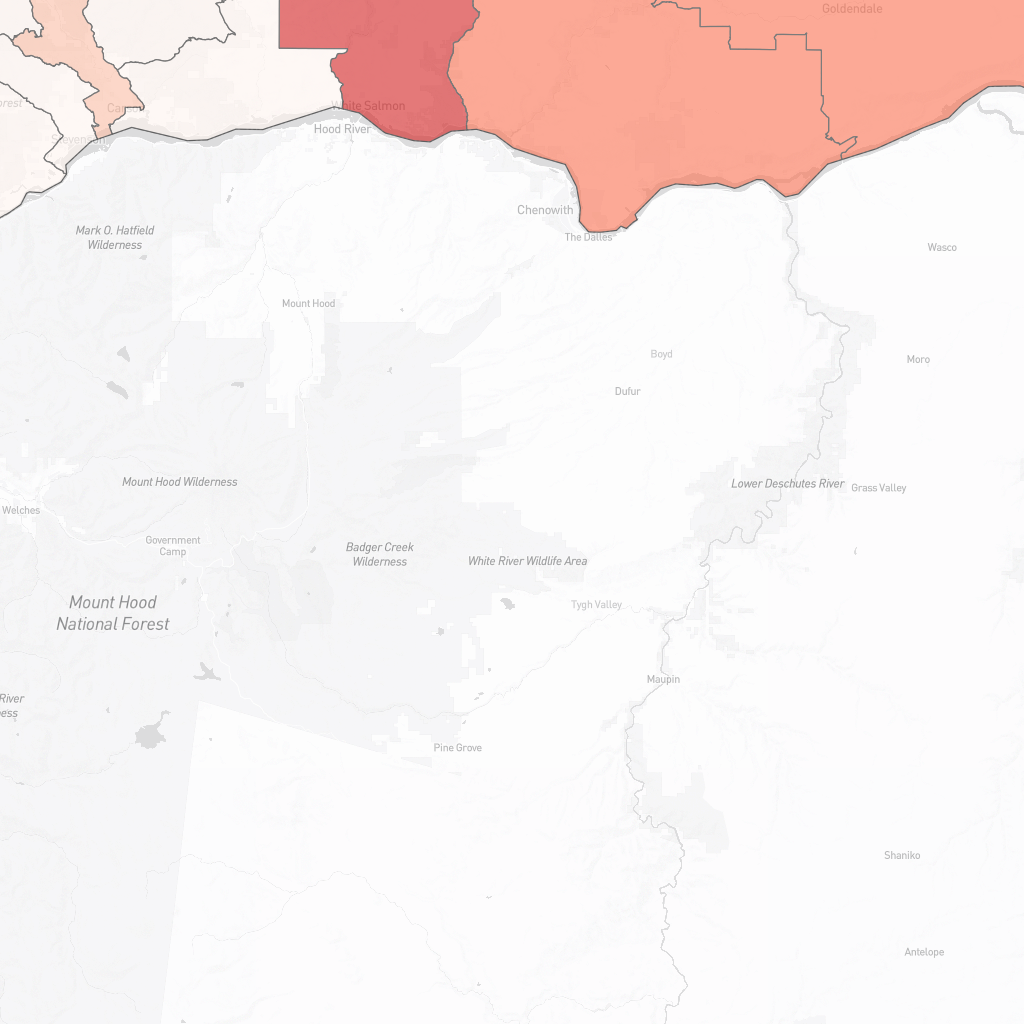 Goldendale
orest
Carson
White Salmon
Hood River
Stevenson
Chenowith
The Dalles
Mark O. Hatfield
Wilderness
Wasco
Mount Hood
Boyd
Moro
Dufur
Mount Hood Wilderness
Lower Deschutes River
Grass Valley
Welches
Government
Camp
Badger Creek
Wilderness
White River Wildlife Area
Mount Hood
National Forest
Tygh Valley
Maupin
River
ness
Pine Grove
Shaniko
Antelope